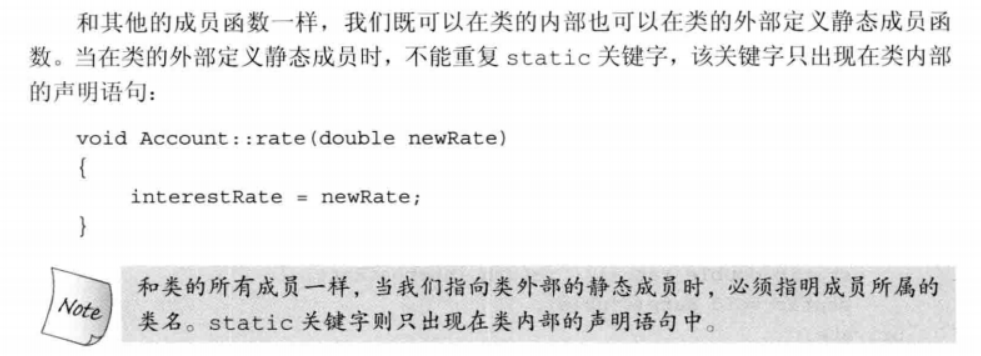 和其他的成员函数一样，我们既可以在类的内部也可以在类的外部定义静态成员函
数。当在类的外部定义静态成员时，不能重复 static 关键字，该关键字只出现在类内部
的声明语句：
void Account::rate(double newRate)
{
    interestRate = newRate;
}
Note
和类的所有成员一样，当我们指向类外部的静态成员时，必须指明成员所属的
类名。static 关键字则只出现在类内部的声明语句中。